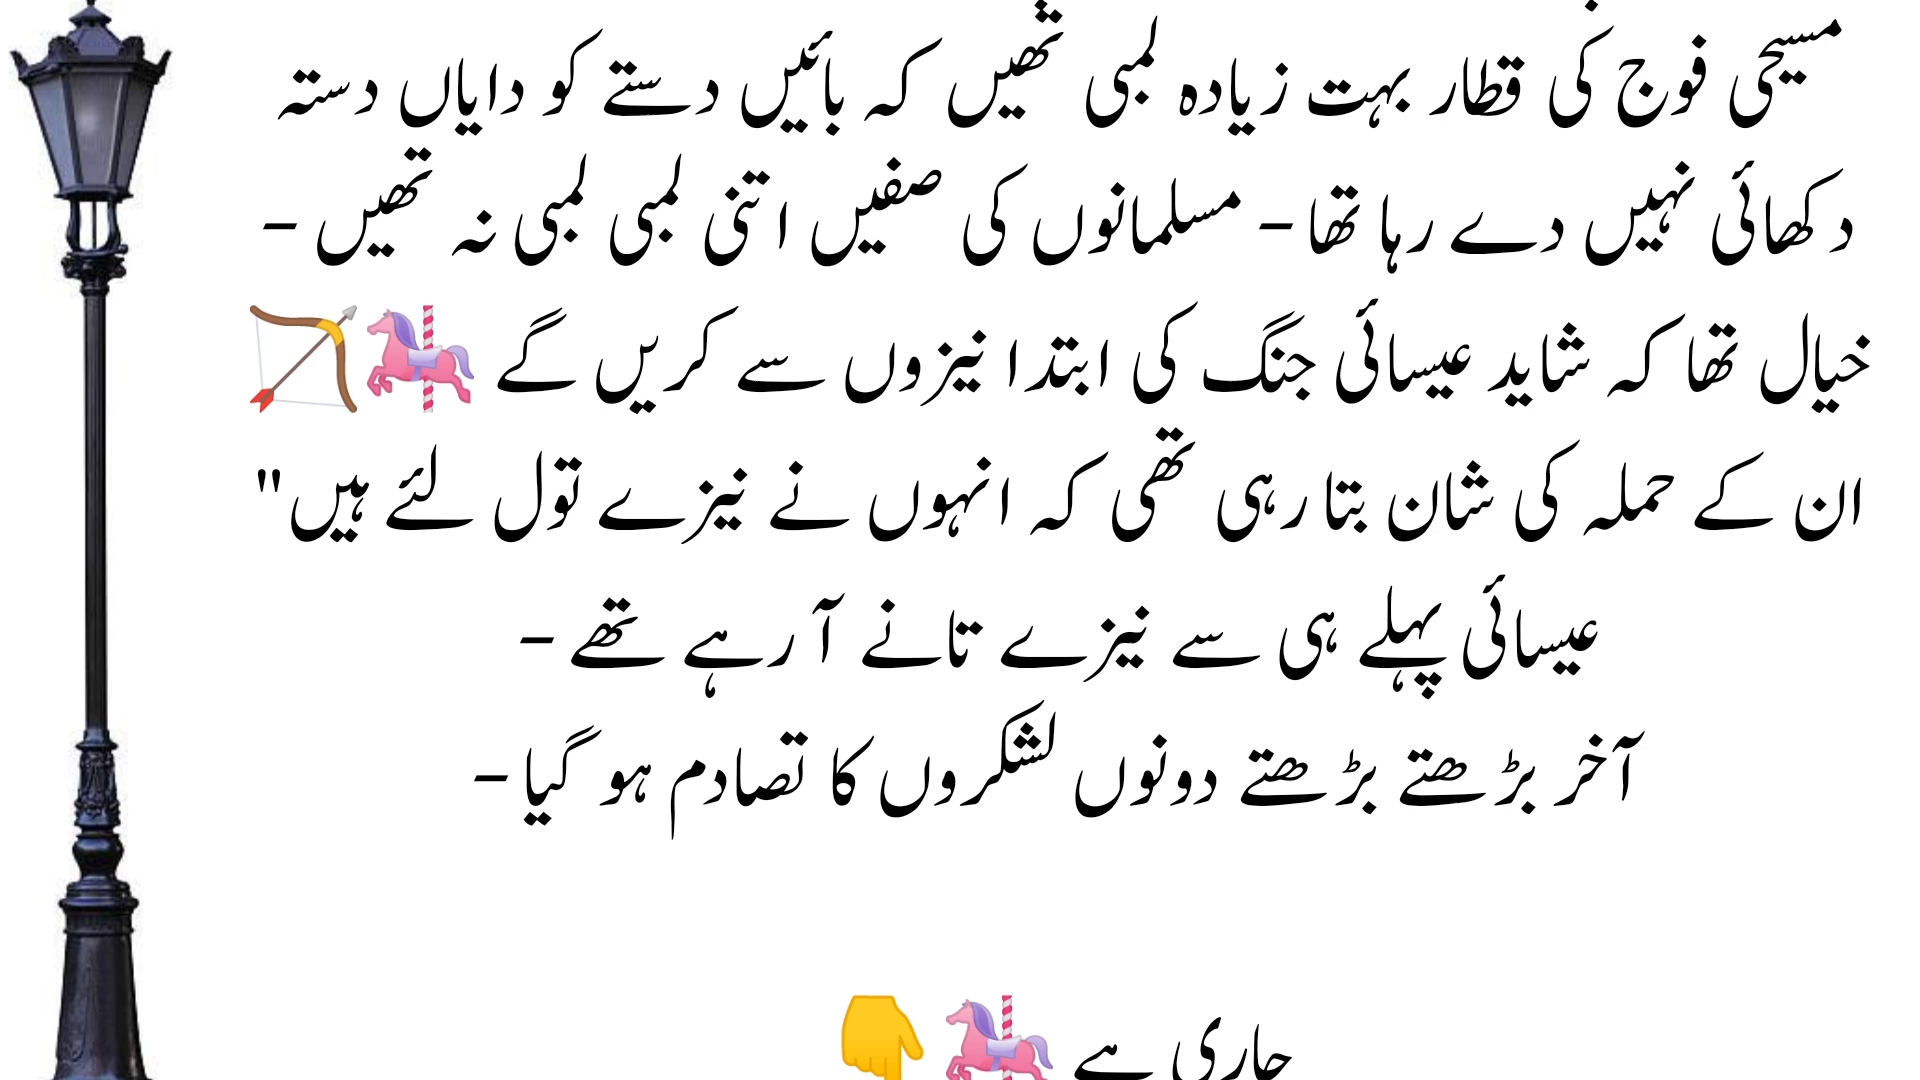 مسیحی فوج کی قطار بہت زیادہ لمبی تھیں کہ بائیں دستے کو دایاں دستہ
دکھائی نہیں دے رہا تھا – مسلمانوں کی صفیں اتنی لمبی لمبی نہ تھیں –
خیال تھا کہ شاید عیسائی جنگ کی ابتدا نیزوں سے کریں گے 🎠🏹
ان کے حملہ کی شان بتا رہی تھی کہ انہوں نے نیزے تول لئے ہیں"
عیسائی پہلے ہی سے نیزے تانے آ رہے تھے –
آخر بڑھتے بڑھتے دونوں لشکروں کا تصادم ہو گیا –
جاری ہے 🎠👇